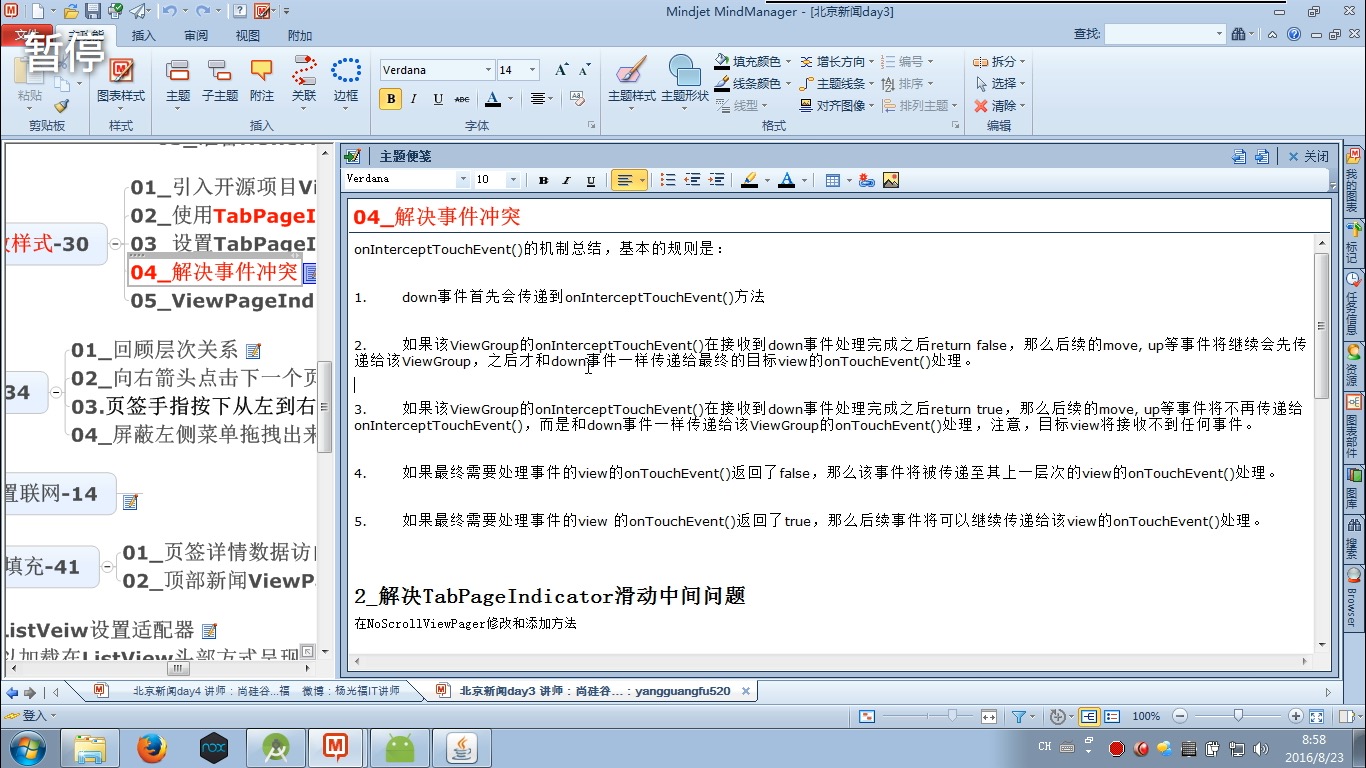 Mindjet MindManager - [北京新闻day3]
文件
插入
审阅
视图
附加
查找:
暂停
粘贴
剪贴板
图表样式
样式
主题
子主题
附注
关联
边框
插入
Verdana
14
B I U ABC A
字体
主题样式
主题形状
填充颜色
线条颜色
线型
增长方向
主题线条
对齐图像
编号
排序
排列主题
格式
拆分
选择
清除
编辑
01_引入开源项目Vi
02_使用TabPageI
03_设置TabPageI
样式-30
04_解决事件冲突
05_ViewPageInd
01_回顾层次关系
02_向右箭头点击下一个页
34
03.页签手指按下从左到右
04_屏蔽左侧菜单拖拽出来
置联网-14
01_页签详情数据访
填充-41
02_顶部新闻ViewP
ListVeiw设置适配器
以加载在ListView头部方式呈现
主题便笺
关闭
Verdana
10
B I U
A
04_解决事件冲突
onInterceptTouchEvent()的机制总结，基本的规则是：
1. down事件首先会传递到onInterceptTouchEvent()方法
2. 如果该ViewGroup的onInterceptTouchEvent()在接收到down事件处理完成之后return false，那么后续的move, up等事件将继续会先传
递给该ViewGroup，之后才和down事件一样传递给最终的目标view的onTouchEvent()处理。
3. 如果该ViewGroup的onInterceptTouchEvent()在接收到down事件处理完成之后return true，那么后续的move, up等事件将不再传递给
onInterceptTouchEvent()，而是和down事件一样传递给该ViewGroup的onTouchEvent()处理，注意，目标view将接收不到任何事件。
4. 如果最终需要处理事件的view的onTouchEvent()返回了false，那么该事件将被传递至其上一层次的view的onTouchEvent()处理。
5. 如果最终需要处理事件的view 的onTouchEvent()返回了true，那么后续事件将可以继续传递给该view的onTouchEvent()处理。
2_解决TabPageIndicator滑动中间问题
在NoScrollViewPager修改和添加方法
我的图表
标记
任务信息
资源
图表部件
图库
搜索
Browser
北京新闻day4 讲师：尚硅谷...福 微博：杨光福IT讲师
北京新闻day3 讲师：尚硅谷...：yangguangfu520
登入
100%
nox
CH
8:58
2016/8/23